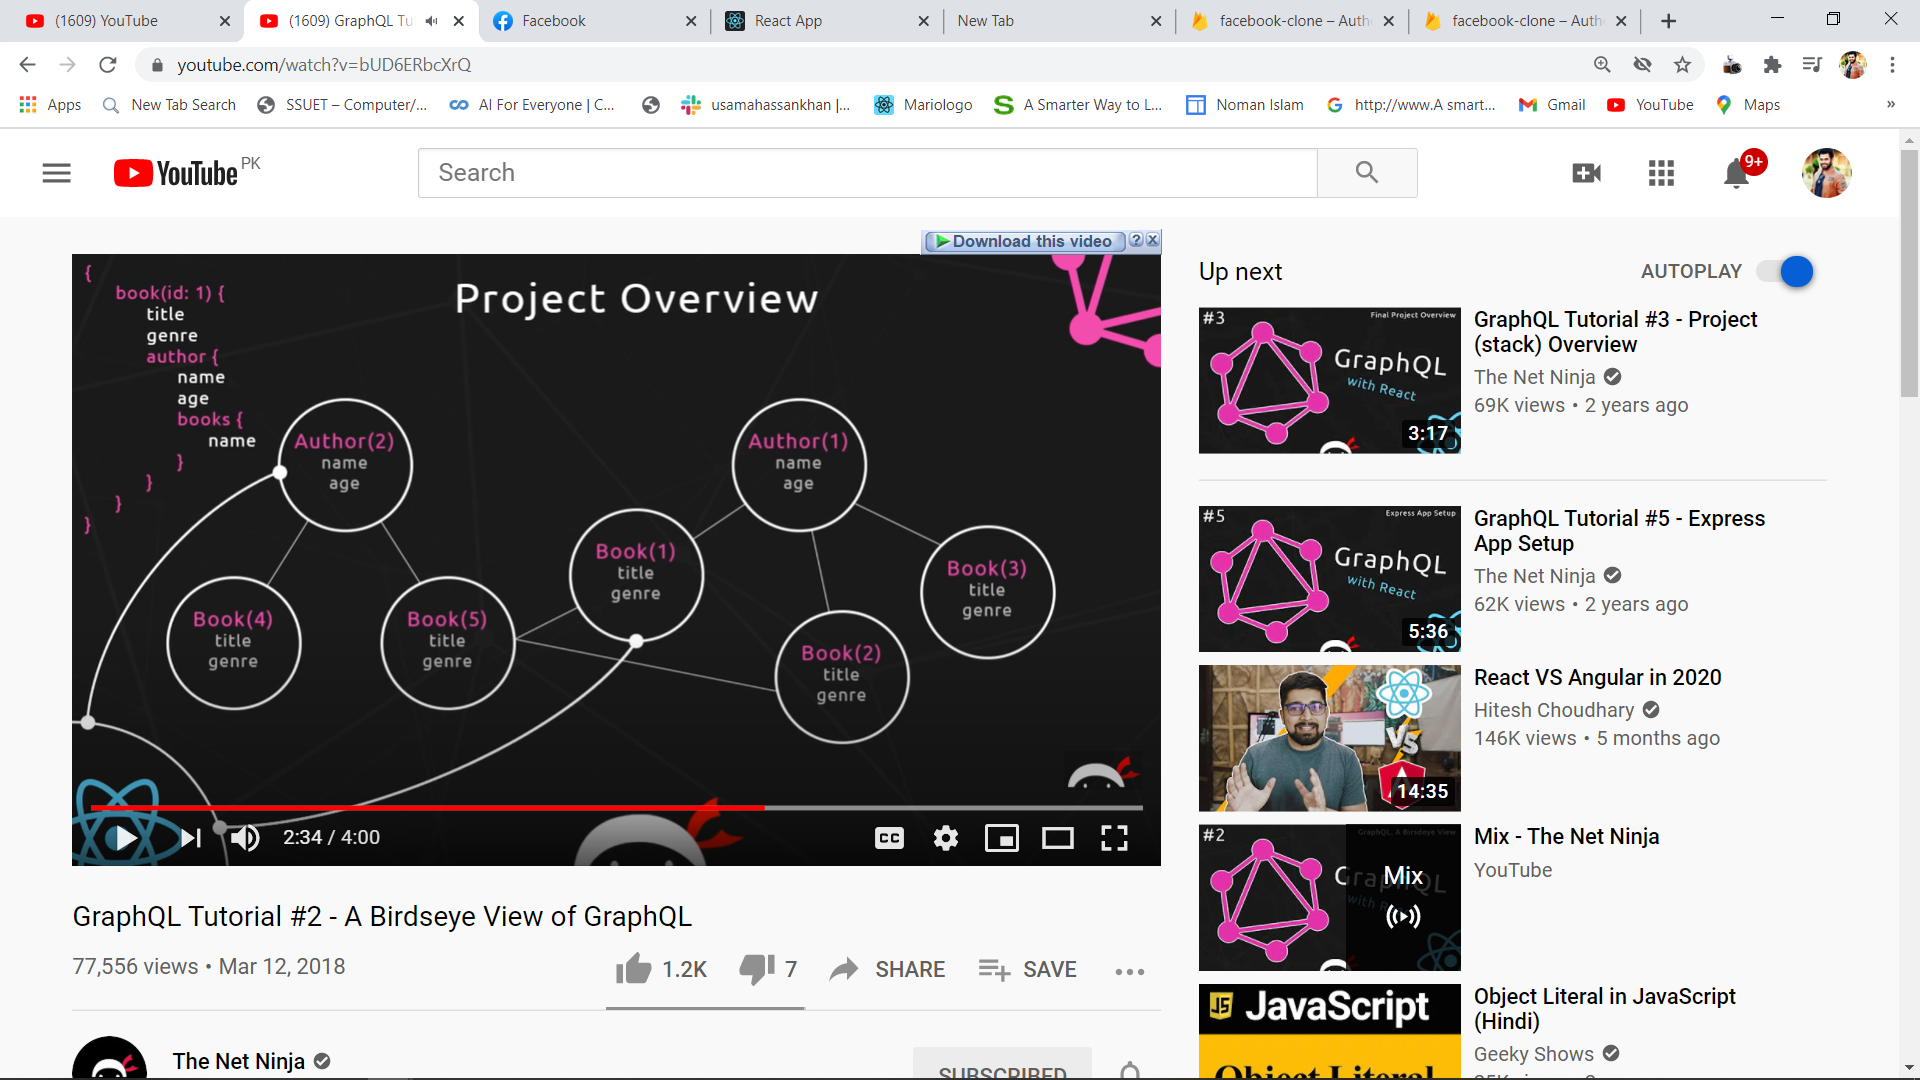 (1609) YouTube
(1609) GraphQL Tu
Facebook
React App
New Tab
facebook-clone – Auth
facebook-clone – Auth
youtube.com/watch?v=bUD6ERbcXrQ
Apps
New Tab Search
SSUET – Computer/...
AI For Everyone | C...
usamahassankhan |...
Mariologo
A Smarter Way to L...
Noman Islam
http://www.A smart...
Gmail
YouTube
Maps
»
YouTube PK
Search
9+
Download this video ? X
{
book(id: 1) {
title
genre
author {
name
age
books {
name
}
}
}
}
Project Overview
Author(2)
name
age
Author(1)
name
age
Book(1)
title
genre
Book(3)
title
genre
Book(4)
title
genre
Book(5)
title
genre
Book(2)
title
genre
2:34 / 4:00
CC
GraphQL Tutorial #2 - A Birdseye View of GraphQL
77,556 views • Mar 12, 2018
1.2K
7
SHARE
SAVE
The Net Ninja
SUBSCRIBED
Up next
AUTOPLAY
#3
Final Project Overview
GraphQL
with React
3:17
GraphQL Tutorial #3 - Project
(stack) Overview
The Net Ninja
69K views • 2 years ago
#5
Express App Setup
GraphQL
with React
5:36
GraphQL Tutorial #5 - Express
App Setup
The Net Ninja
62K views • 2 years ago
VS
14:35
React VS Angular in 2020
Hitesh Choudhary
146K views • 5 months ago
#2
GraphQL, A Birdseye View
GraphQL
with React
Mix
Mix - The Net Ninja
YouTube
JS JavaScript
Object Literal
Object Literal in JavaScript
(Hindi)
Geeky Shows